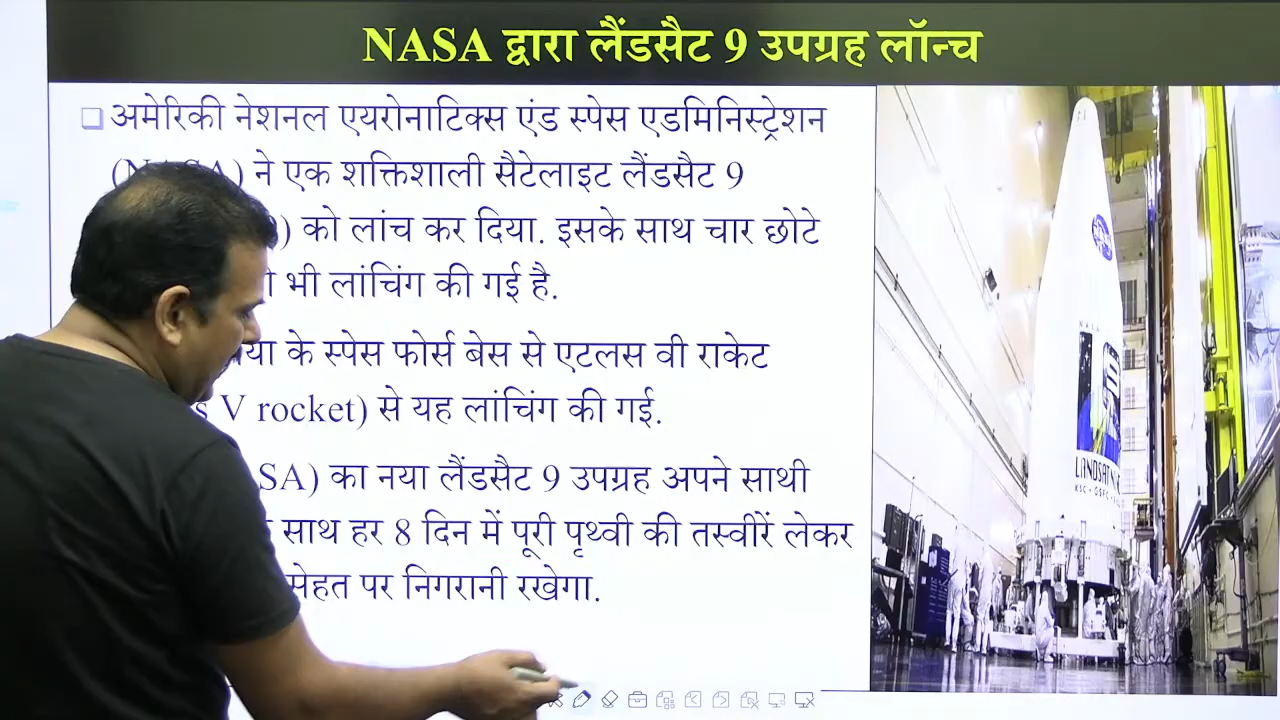 NASA द्वारा लैंडसैट 9 उपग्रह लॉन्च
अमेरिकी नेशनल एयरोनाटिक्स एंड स्पेस एडमिनिस्ट्रेशन
(NASA) ने एक शक्तिशाली सैटेलाइट लैंडसैट 9
को लांच कर दिया. इसके साथ चार छोटे
भी लांचिंग की गई है.
के स्पेस फोर्स बेस से एटलस वी राकेट
V rocket) से यह लांचिंग की गई.
का नया लैंडसैट 9 उपग्रह अपने साथी
साथ हर 8 दिन में पूरी पृथ्वी की तस्वीरें लेकर
सेहत पर निगरानी रखेगा.